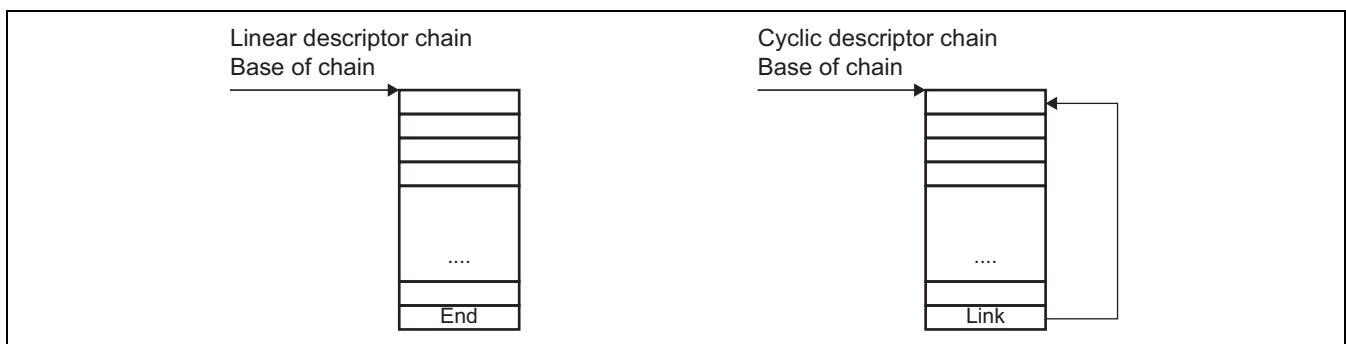 Linear descriptor chain
Base of chain
....
End
Cyclic descriptor chain
Base of chain
....
Link